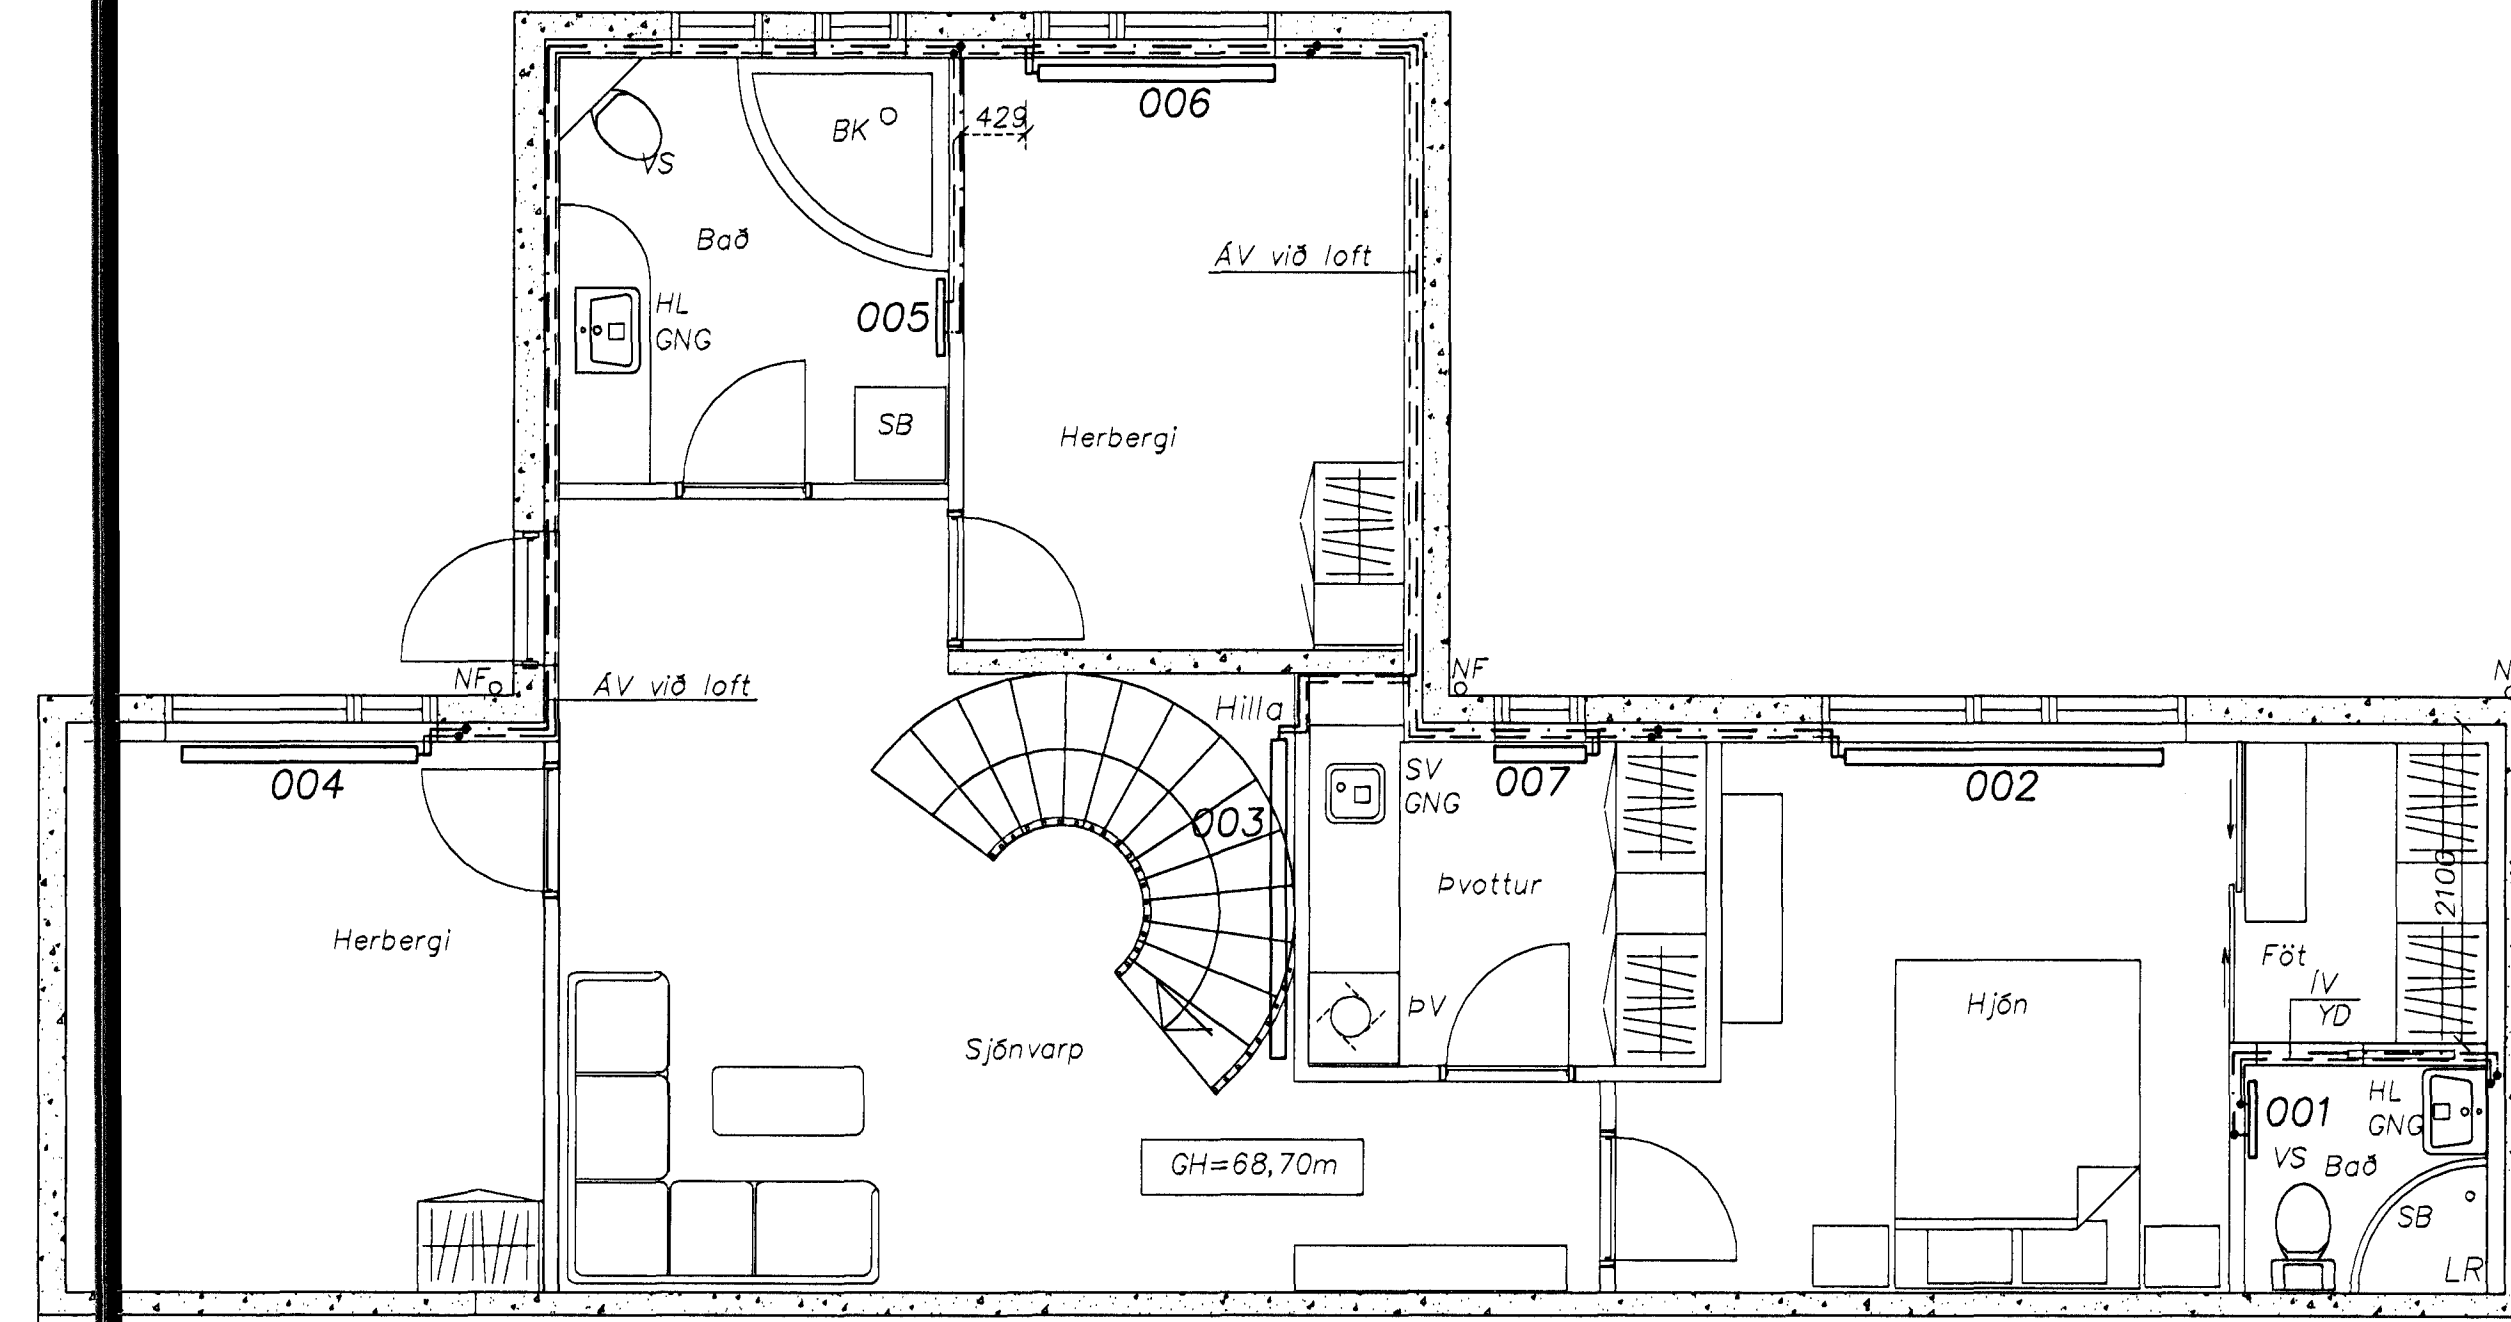 006
BK
429
VS
Bað
ÁV við loft
HL
GNG
005
SB
Herbergi
NF
ÁV við loft
NF
Hilla
004
SV
GNG
007
002
003
Þvottur
2100
Herbergi
Föt
ÍV
YD
Hjón
ÞV
Sjónvarp
HL
GNG
001
VS
Bað
GH=68,70m
SB
LR